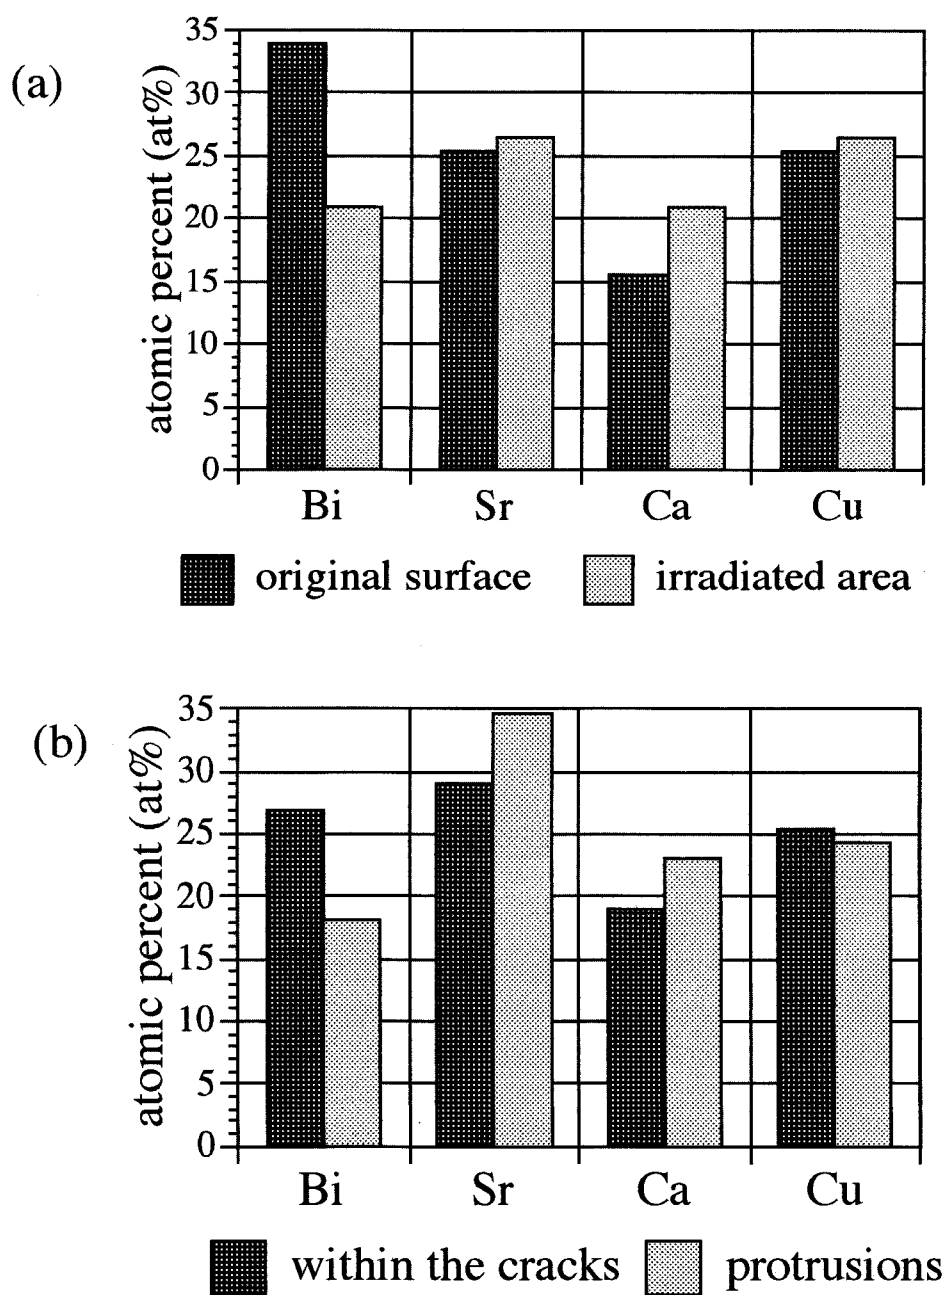 (a)
atomic percent (at%)
35
30
25
20
15
10
5
0
Bi Sr Ca Cu
original surface irradiated area
(b)
atomic percent (at%)
35
30
25
20
15
10
5
0
Bi Sr Ca Cu
within the cracks protrusions